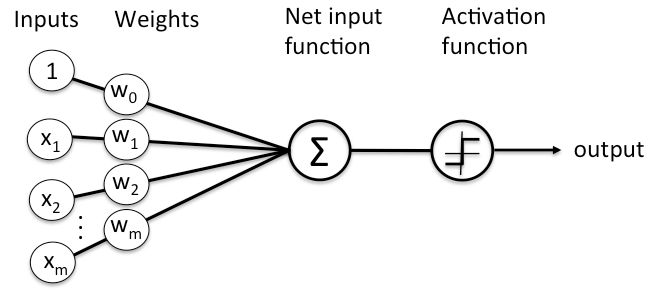 Inputs
Weights
Net input
function
Activation
function
1
w0
x1
w1
Σ
output
x2
w2
⋮
wm
xm